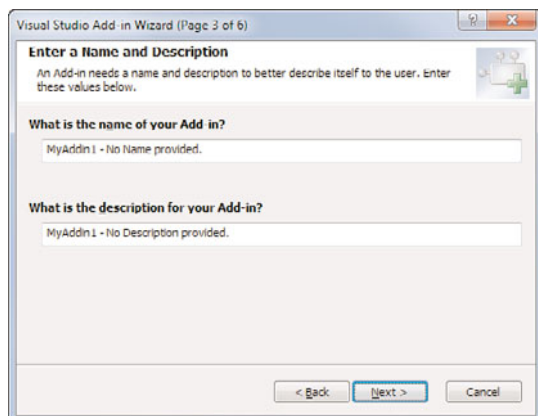 Visual Studio Add-in Wizard (Page 3 of 6)
Enter a Name and Description
An Add-in needs a name and description to better describe itself to the user. Enter
these values below.
What is the name of your Add-in?
MyAddin1 - No Name provided.
What is the description for your Add-in?
MyAddin1 - No Description provided.
< Back
Next >
Cancel